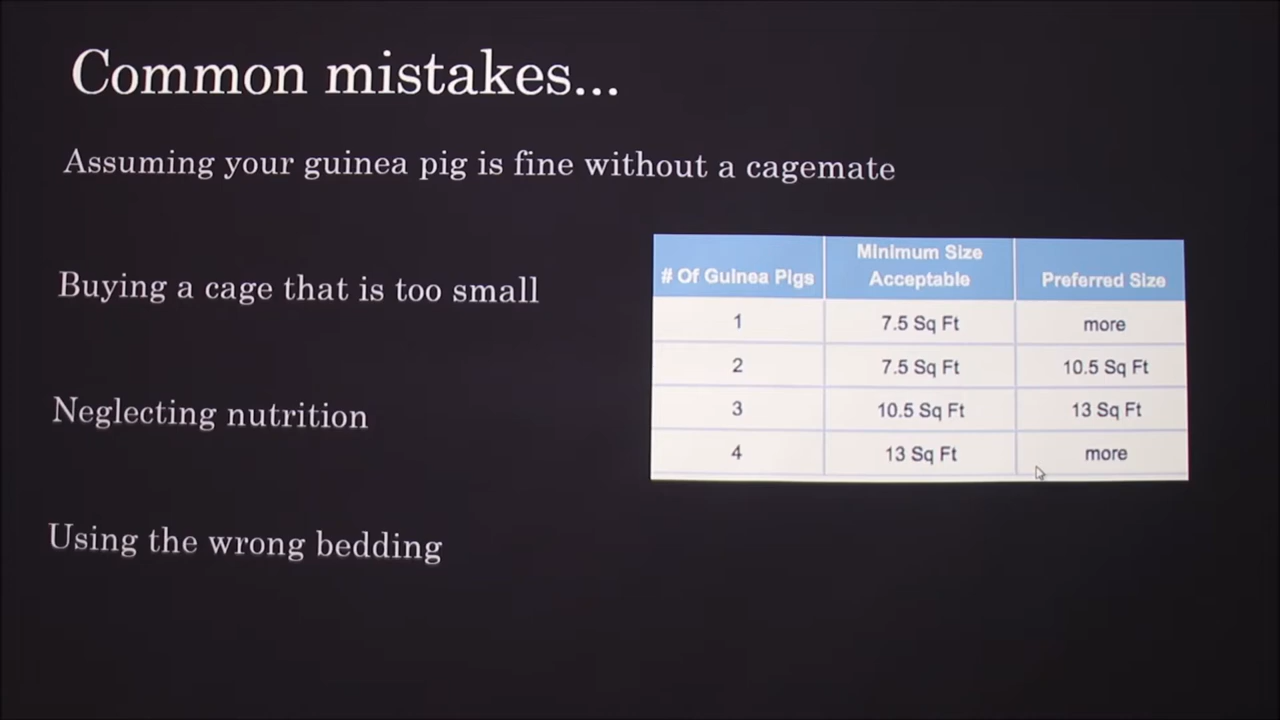 Common mistakes...
Assuming your guinea pig is fine without a cagemate
Buying a cage that is too small
Neglecting nutrition
Using the wrong bedding
# Of Guinea Pigs Minimum Size Acceptable Preferred Size
1 7.5 Sq Ft more
2 7.5 Sq Ft 10.5 Sq Ft
3 10.5 Sq Ft 13 Sq Ft
4 13 Sq Ft more